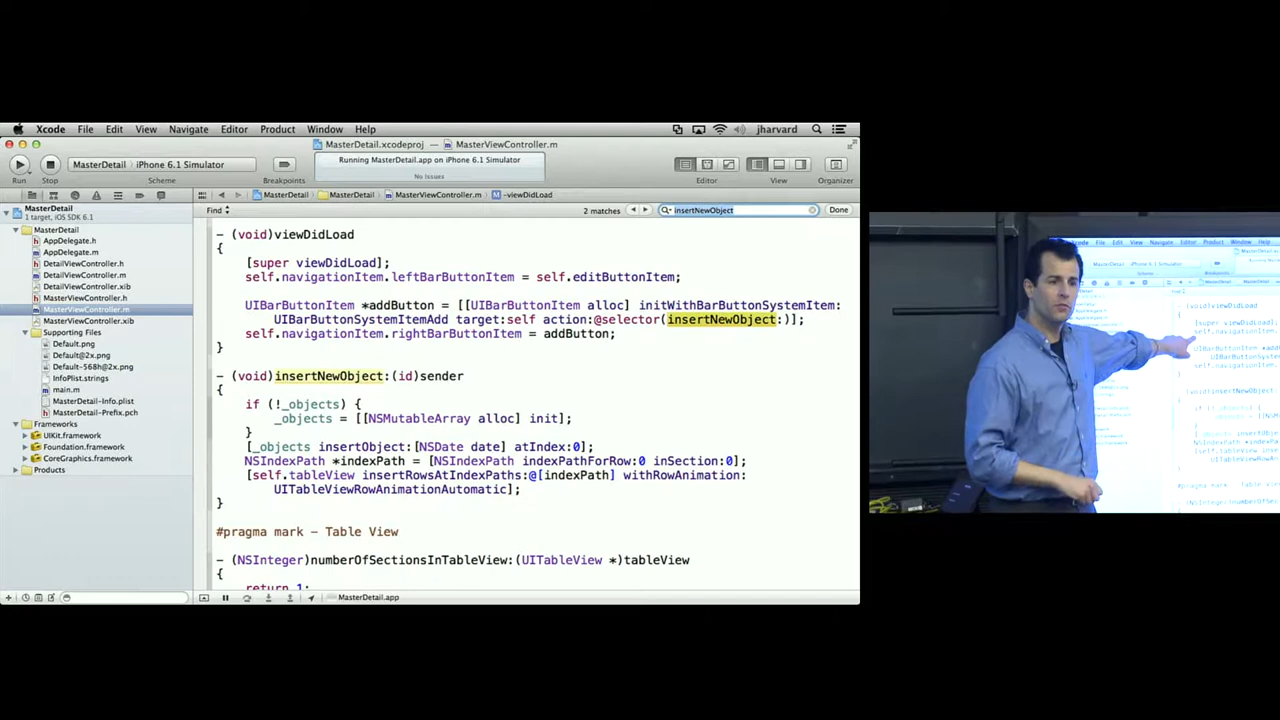 Xcode File Edit View Navigate Editor Product Window Help jharvard
MasterDetail.xcodeproj — MasterViewController.m
MasterDetail iPhone 6.1 Simulator Running MasterDetail.app on iPhone 6.1 Simulator
No Issues
Run Stop Scheme Breakpoints Editor View Organizer
MasterDetail MasterDetail MasterViewController.m -viewDidLoad
MasterDetail
1 target, iOS SDK 6.1
Find 2 matches insertNewObject Done
MasterDetail
AppDelegate.h
AppDelegate.m
DetailViewController.h
DetailViewController.m
DetailViewController.xib
MasterViewController.h
MasterViewController.m
MasterViewController.xib
Supporting Files
Default.png
Default@2x.png
Default-568h@2x.png
InfoPlist.strings
main.m
MasterDetail-Info.plist
MasterDetail-Prefix.pch
Frameworks
UIKit.framework
Foundation.framework
CoreGraphics.framework
Products
- (void)viewDidLoad
{
[super viewDidLoad];
self.navigationItem.leftBarButtonItem = self.editButtonItem;
UIBarButtonItem *addButton = [[UIBarButtonItem alloc] initWithBarButtonSystemItem:
UIBarButtonSystemItemAdd target:self action:@selector(insertNewObject:)];
self.navigationItem.rightBarButtonItem = addButton;
}
- (void)insertNewObject:(id)sender
{
if (!_objects) {
_objects = [[NSMutableArray alloc] init];
}
[_objects insertObject:[NSDate date] atIndex:0];
NSIndexPath *indexPath = [NSIndexPath indexPathForRow:0 inSection:0];
[self.tableView insertRowsAtIndexPaths:@[indexPath] withRowAnimation:
UITableViewRowAnimationAutomatic];
}
#pragma mark - Table View
- (NSInteger)numberOfSectionsInTableView:(UITableView *)tableView
{
return 1;
MasterDetail.app